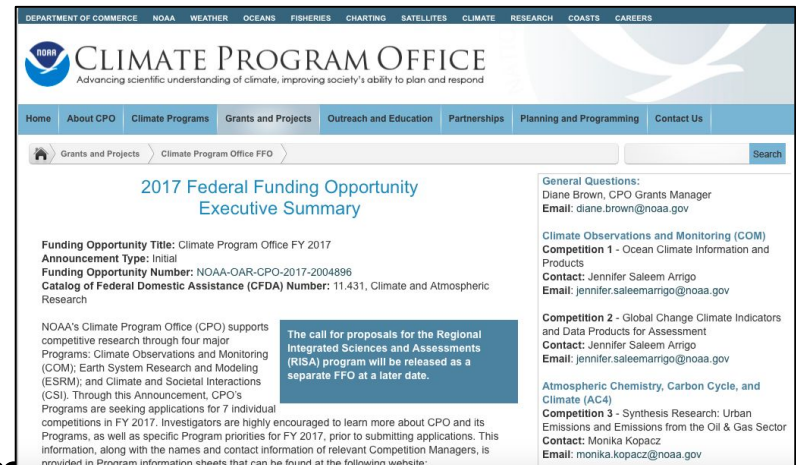 DEPARTMENT OF COMMERCE NOAA WEATHER OCEANS FISHERIES CHARTING SATELLITES CLIMATE RESEARCH COASTS CAREERS
NOAA
CLIMATE PROGRAM OFFICE
Advancing scientific understanding of climate, improving society's ability to plan and respond
Home About CPO Climate Programs Grants and Projects Outreach and Education Partnerships Planning and Programming Contact Us
Grants and Projects Climate Program Office FFO
Search
2017 Federal Funding Opportunity
Executive Summary
Funding Opportunity Title: Climate Program Office FY 2017
Announcement Type: Initial
Funding Opportunity Number: NOAA-OAR-CPO-2017-2004896
Catalog of Federal Domestic Assistance (CFDA) Number: 11.431, Climate and Atmospheric
Research
NOAA's Climate Program Office (CPO) supports
competitive research through four major
Programs: Climate Observations and Monitoring
(COM); Earth System Research and Modeling
(ESRM); and Climate and Societal Interactions
(CSI). Through this Announcement, CPO's
Programs are seeking applications for 7 individual
competitions in FY 2017. Investigators are highly encouraged to learn more about CPO and its
Programs, as well as specific Program priorities for FY 2017, prior to submitting applications. This
information, along with the names and contact information of relevant Competition Managers, is
provided in Program information sheets that can be found at the following website:
The call for proposals for the Regional
Integrated Sciences and Assessments
(RISA) program will be released as a
separate FFO at a later date.
General Questions:
Diane Brown, CPO Grants Manager
Email: diane.brown@noaa.gov
Climate Observations and Monitoring (COM)
Competition 1 - Ocean Climate Information and
Products
Contact: Jennifer Saleem Arrigo
Email: jennifer.saleemarrigo@noaa.gov
Competition 2 - Global Change Climate Indicators
and Data Products for Assessment
Contact: Jennifer Saleem Arrigo
Email: jennifer.saleemarrigo@noaa.gov
Atmospheric Chemistry, Carbon Cycle, and
Climate (AC4)
Competition 3 - Synthesis Research: Urban
Emissions and Emissions from the Oil & Gas Sector
Contact: Monika Kopacz
Email: monika.kopacz@noaa.gov